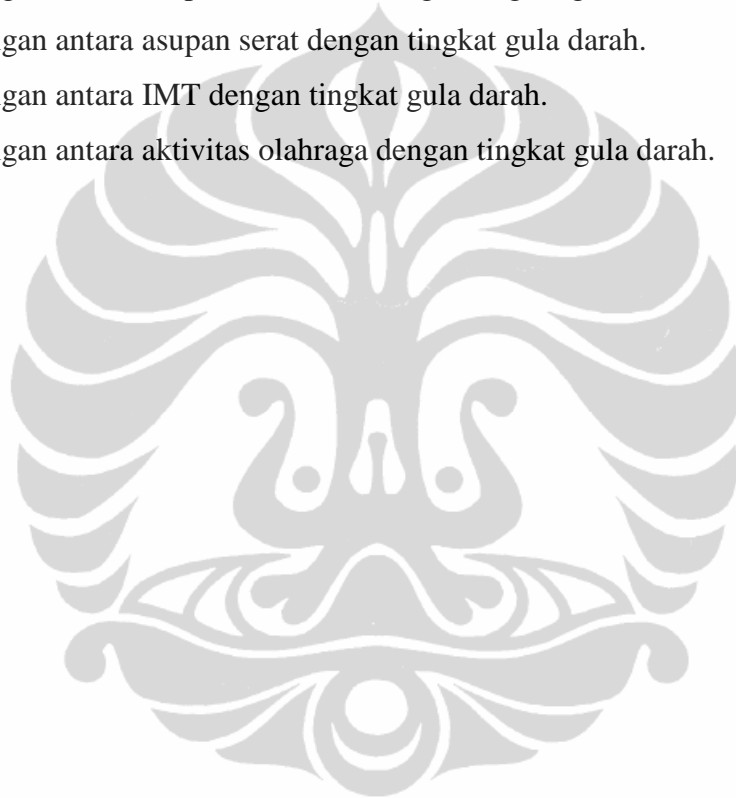 gan antara asupan serat dengan tingkat gula darah.
gan antara IMT dengan tingkat gula darah.
gan antara aktivitas olahraga dengan tingkat gula darah.